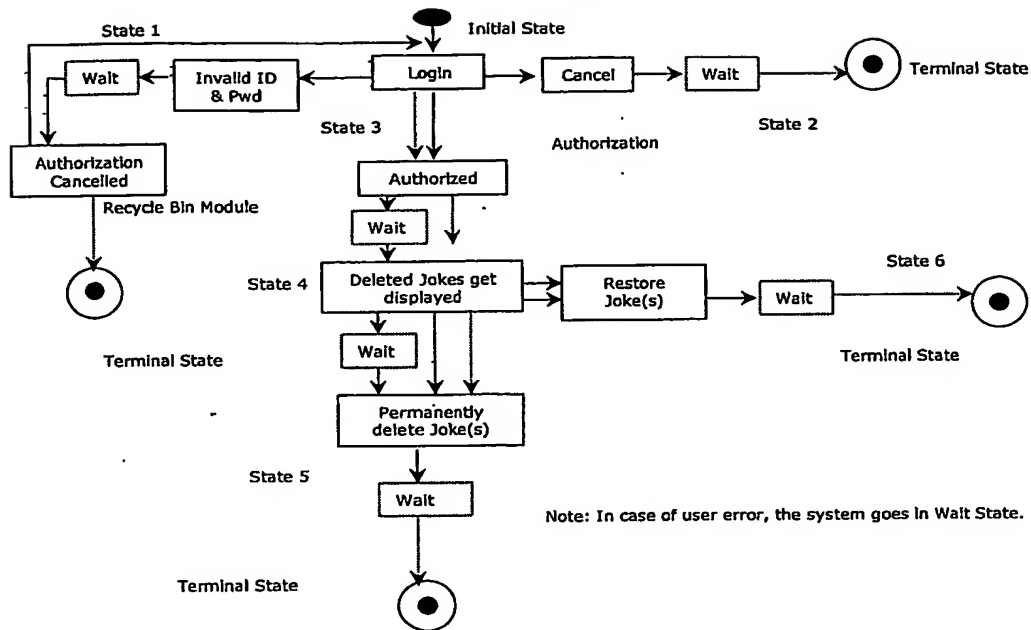 State 1
Initial State
Wait
Invalid ID
& Pwd
Login
Cancel
Wait
Terminal State
State 3
State 2
Authorization
Authorization
Cancelled
Authorized
Recycle Bin Module
Wait
State 4
Deleted Jokes get
displayed
Restore
Joke(s)
Wait
State 6
Wait
Terminal State
Terminal State
Permanently
delete Joke(s)
State 5
Wait
Note: In case of user error, the system goes in Wait State.
Terminal State